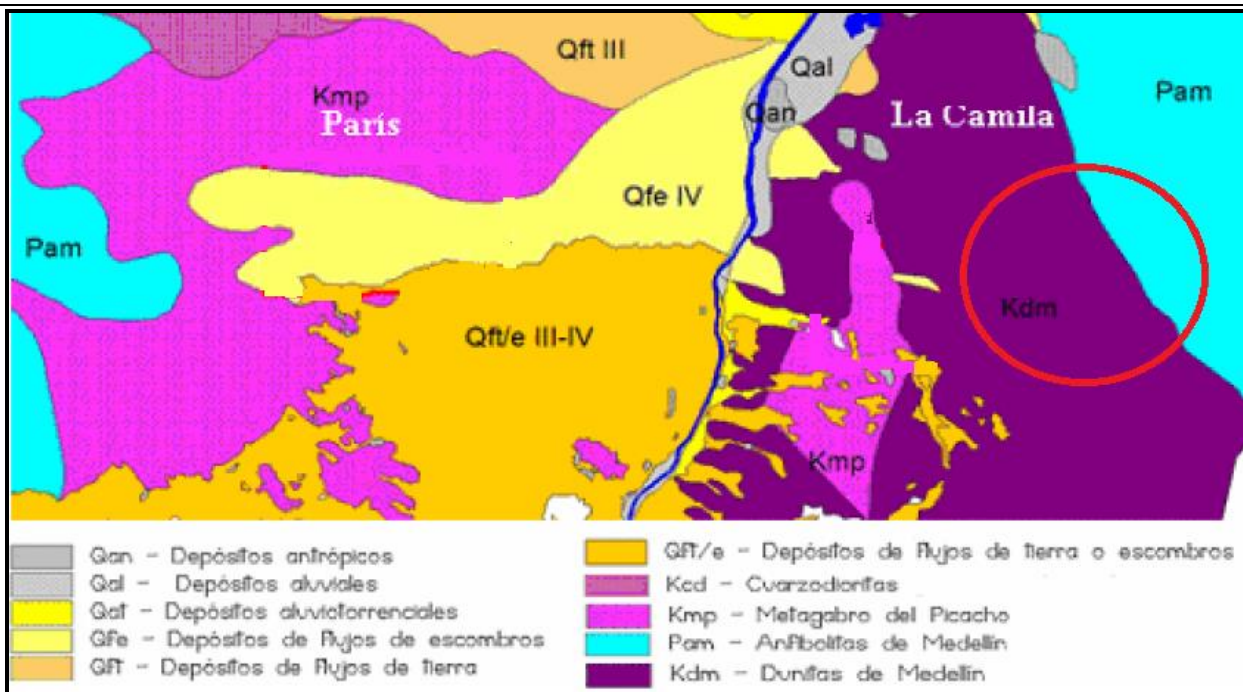 Qft III
Qal
Kmp
París
Qan
La Camila
Pam
Qfe IV
Pam
Kdm
Qft/e III-IV
Kmp
Qan - Depósitos antrópicos
Qal - Depósitos aluviales
Qat - Depósitos aluviotorrenciales
Qfe - Depósitos de flujos de escombros
Qft - Depósitos de flujos de tierra
Qft/e - Depósitos de flujos de tierra o escombros
Kcd - Cuarzodioritas
Kmp - Metagabro del Picacho
Pam - Anfibolitas de Medellín
Kdm - Dunitas de Medellín